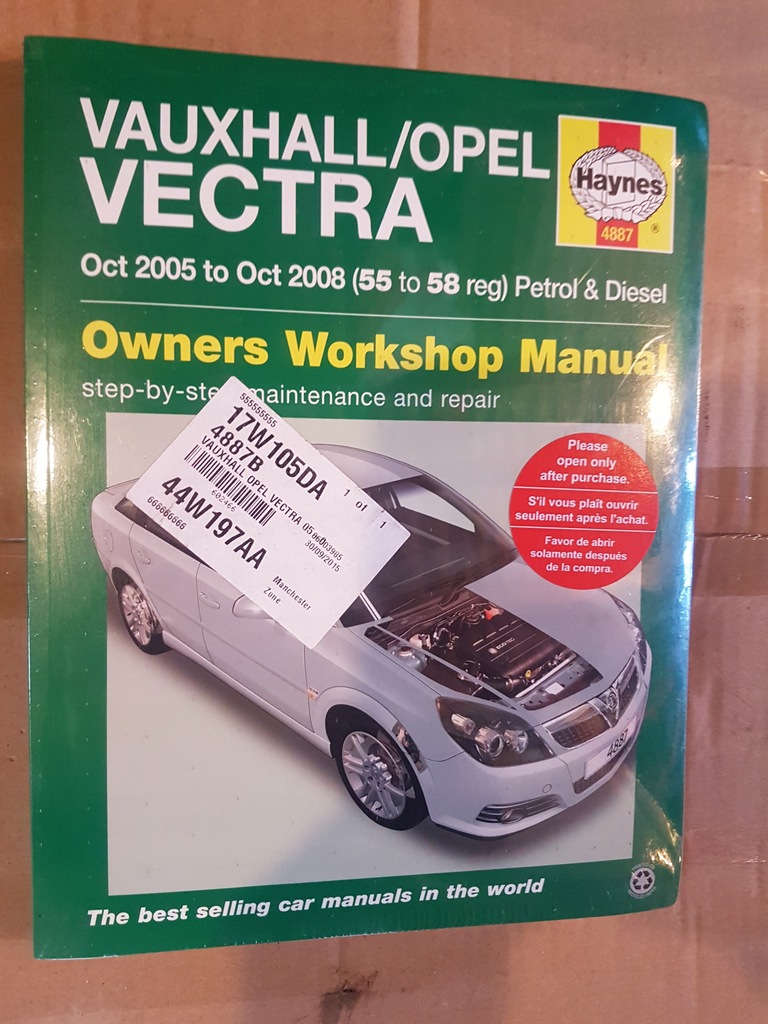 VAUXHALL/OPEL
VECTRA
Haynes
4887
®
Oct 2005 to Oct 2008 (55 to 58 reg) Petrol & Diesel
Owners Workshop Manual
step-by-step maintenance and repair
555555555
17W105DA
4887B
1 of 1
VAUXHALL OPEL VECTRA 05
30/09/2015
44W197AA
666666666
Manchester
Zone
Please
open only
after purchase.
S'il vous plaît ouvrir
seulement après l'achat.
Favor de abrir
solamente después
de la compra.
ECOTEC
4887
The best selling car manuals in the world